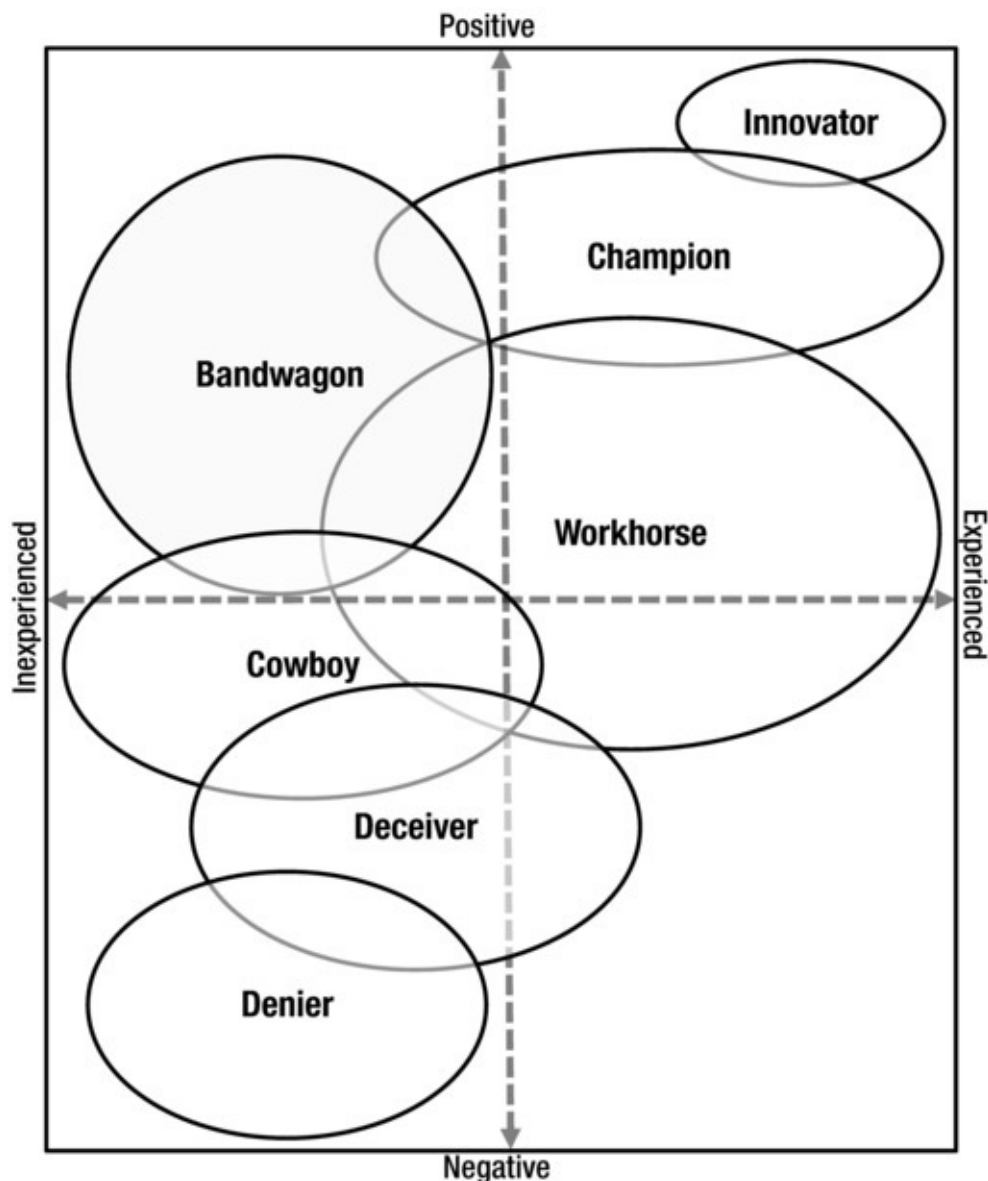 Positive
Innovator
Champion
Bandwagon
Workhorse
Inexperienced
Experienced
Cowboy
Deceiver
Denier
Negative